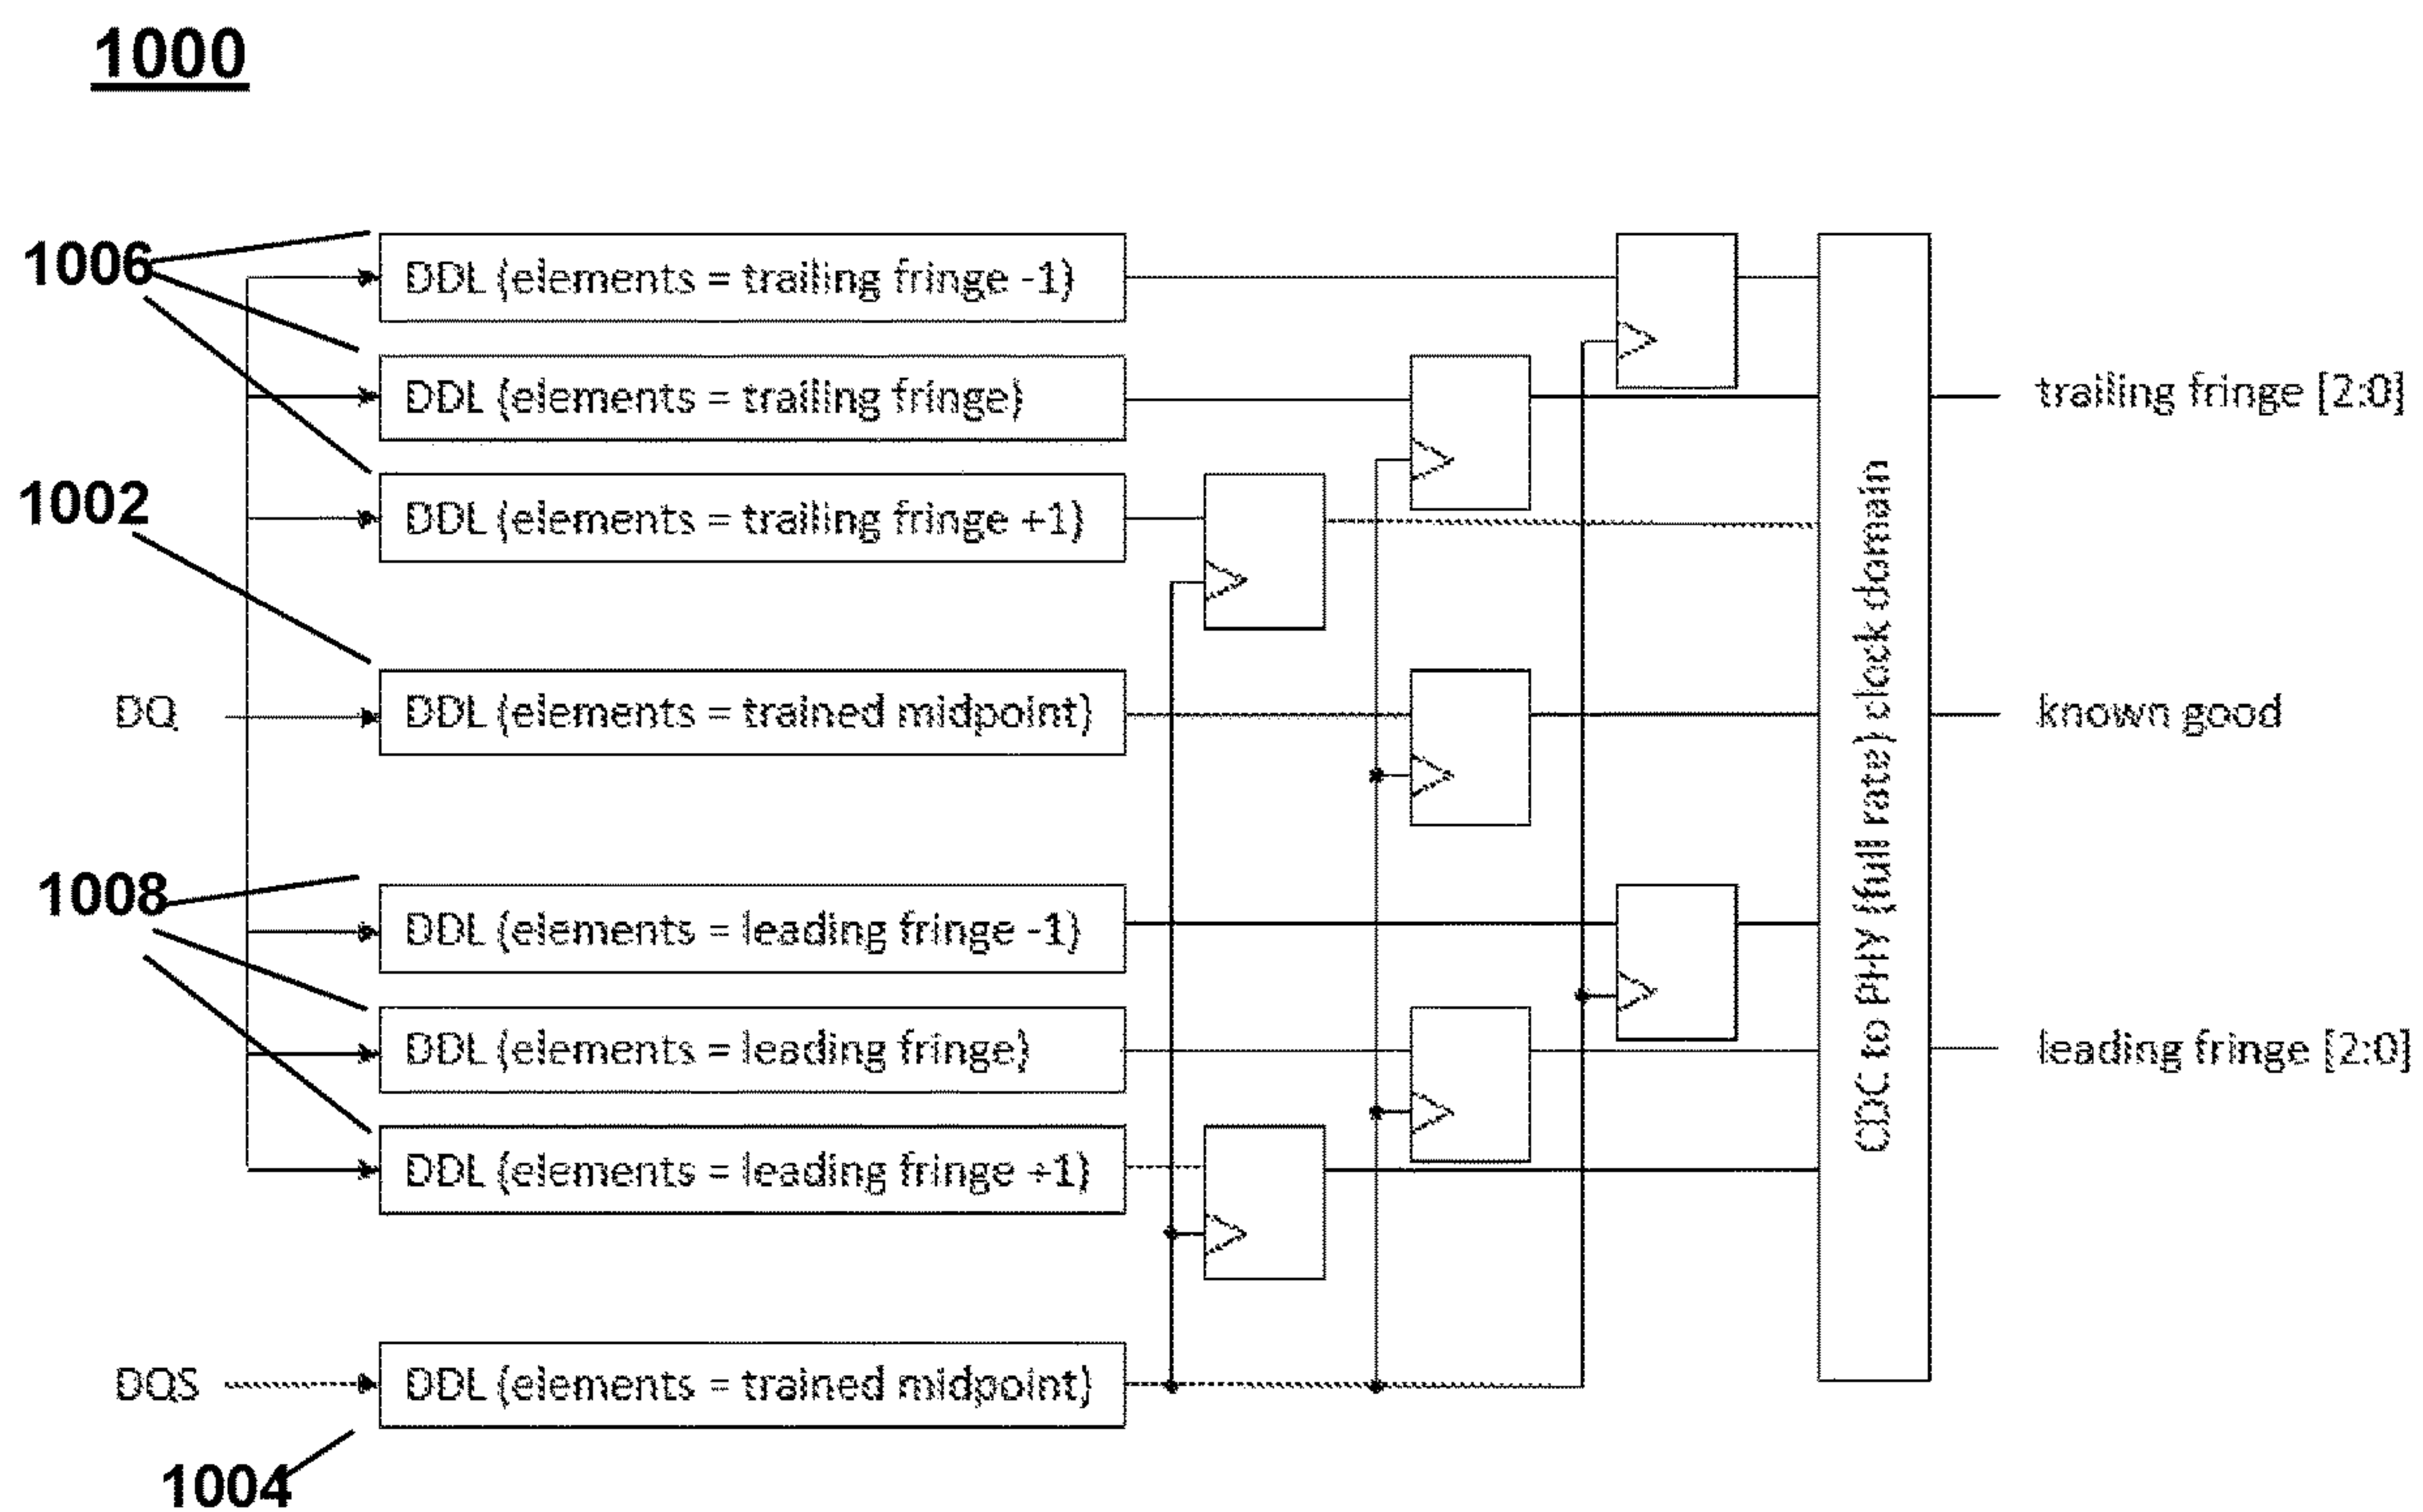 1000
1006
DDL (elements = trailing fringe -1)
DDL (elements = trailing fringe)
trailing fringe [2:0]
1002
DDL (elements = trailing fringe +1)
DQ
DDL (elements = trained midpoint)
known good
CDC to PHY (full rate) clock domain
1008
DDL (elements = leading fringe -1)
DDL (elements = leading fringe)
leading fringe [2:0]
DDL (elements = leading fringe +1)
DQS
DDL (elements = trained midpoint)
1004